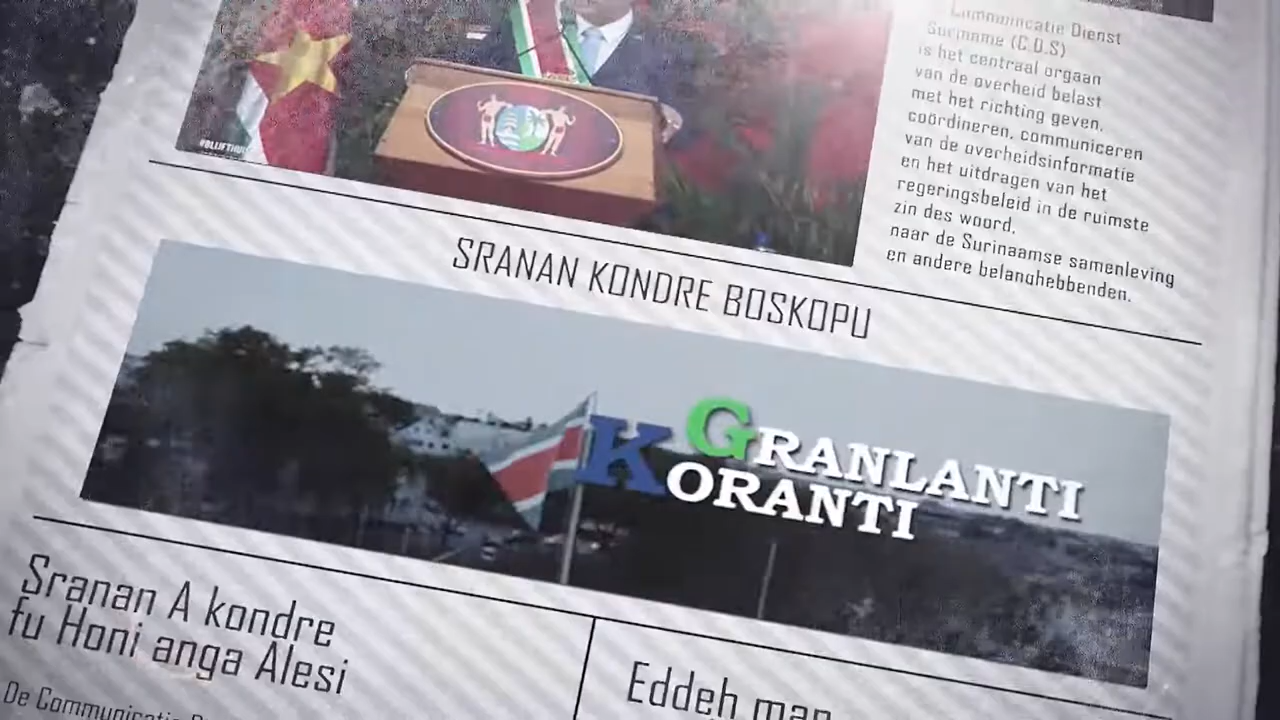 Communicatie Dienst
Suriname (C.D.S)
is het centraal orgaan
van de overheid belast
met het richting geven,
coördineren, communiceren
van de overheidsinformatie
en het uitdragen van het
regeringsbeleid in de ruimste
zin des woord,
naar de Surinaamse samenleving
en andere belanghebbenden.
SRANAN KONDRE BOSKOPU
GRANLANTI
KORANTI
Sranan A kondre
fu Honi anga Alesi
De Communicatie
Eddeh man